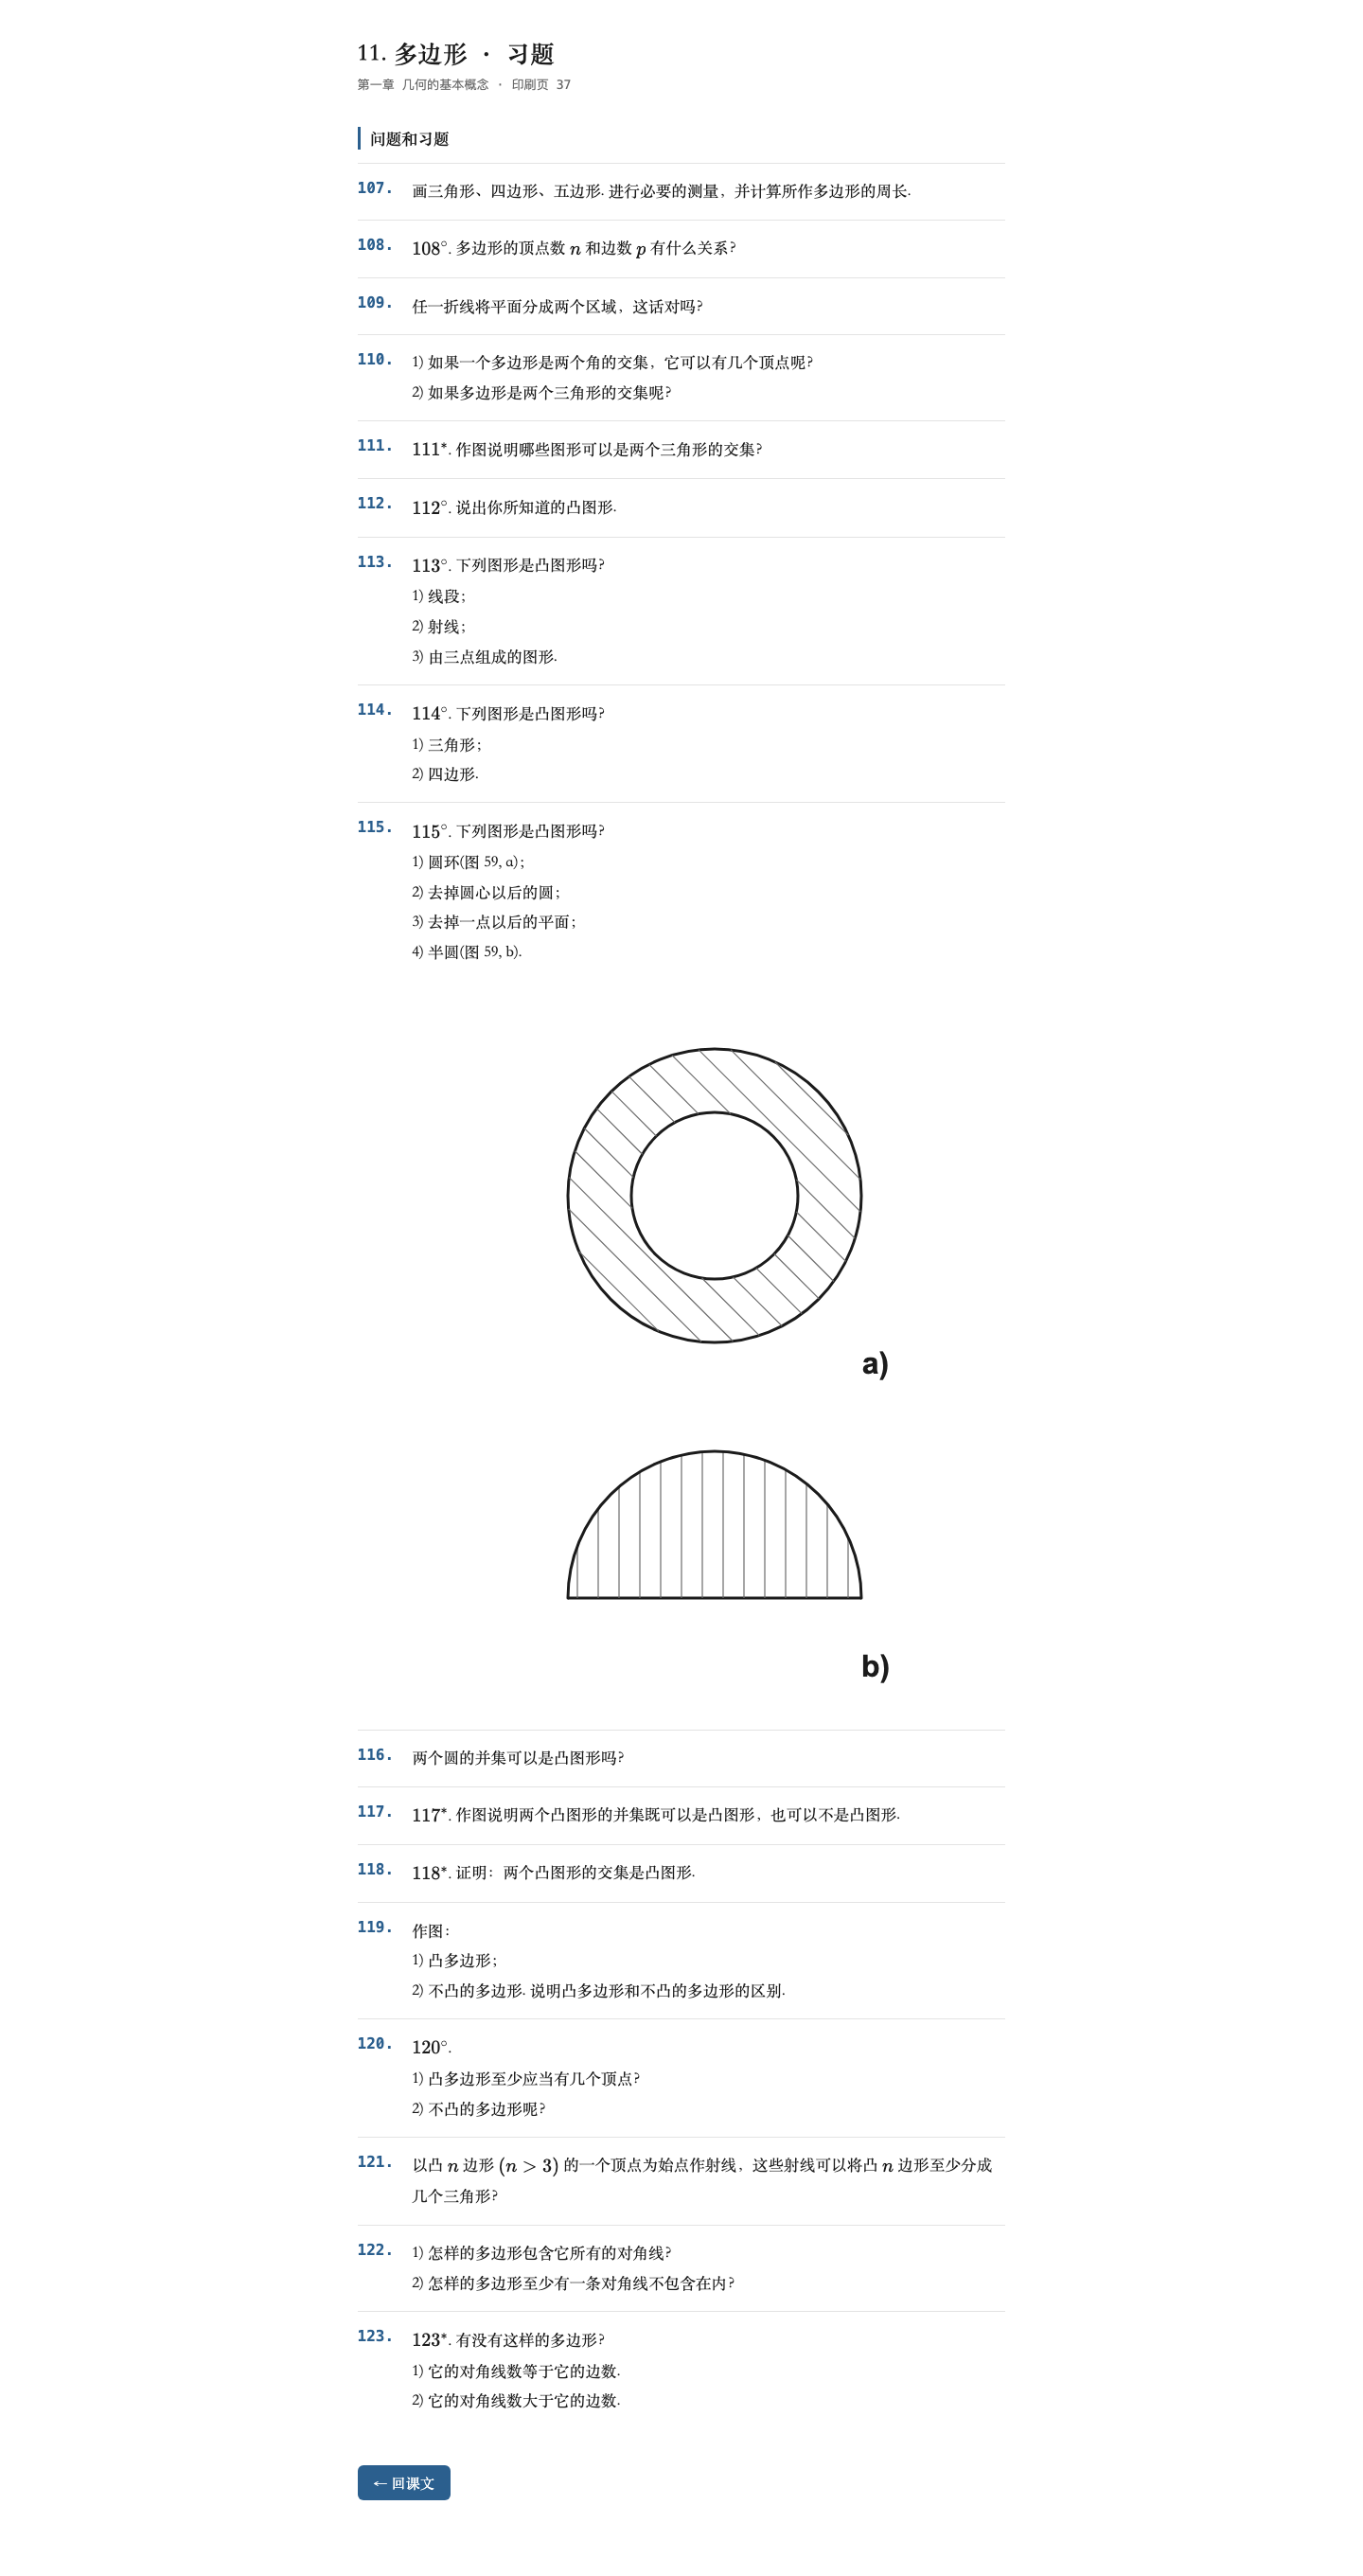 11. 多边形 · 习题
第一章 几何的基本概念 · 印刷页 37
问题和习题
107. 画三角形、四边形、五边形. 进行必要的测量，并计算所作多边形的周长.
108. 108°. 多边形的顶点数 n 和边数 p 有什么关系?
109. 任一折线将平面分成两个区域，这话对吗?
110. 1) 如果一个多边形是两个角的交集，它可以有几个顶点呢?
2) 如果多边形是两个三角形的交集呢?
111. 111*. 作图说明哪些图形可以是两个三角形的交集?
112. 112°. 说出你所知道的凸图形.
113. 113°. 下列图形是凸图形吗?
1) 线段;
2) 射线;
3) 由三点组成的图形.
114. 114°. 下列图形是凸图形吗?
1) 三角形;
2) 四边形.
115. 115°. 下列图形是凸图形吗?
1) 圆环(图 59, a);
2) 去掉圆心以后的圆;
3) 去掉一点以后的平面;
4) 半圆(图 59, b).
a)
b)
116. 两个圆的并集可以是凸图形吗?
117. 117*. 作图说明两个凸图形的并集既可以是凸图形，也可以不是凸图形.
118. 118*. 证明：两个凸图形的交集是凸图形.
119. 作图:
1) 凸多边形;
2) 不凸的多边形. 说明凸多边形和不凸的多边形的区别.
120. 120°.
1) 凸多边形至少应当有几个顶点?
2) 不凸的多边形呢?
121. 以凸 n 边形 (n > 3) 的一个顶点为始点作射线，这些射线可以将凸 n 边形至少分成
几个三角形?
122. 1) 怎样的多边形包含它所有的对角线?
2) 怎样的多边形至少有一条对角线不包含在内?
123. 123*. 有没有这样的多边形?
1) 它的对角线数等于它的边数.
2) 它的对角线数大于它的边数.
← 回课文